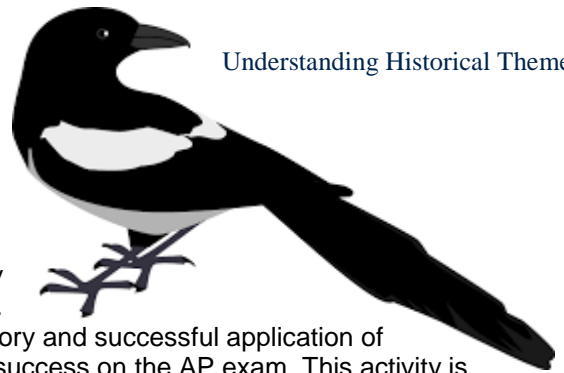 Understanding Historical Theme
ory and successful application of
success on the AP exam. This activity is